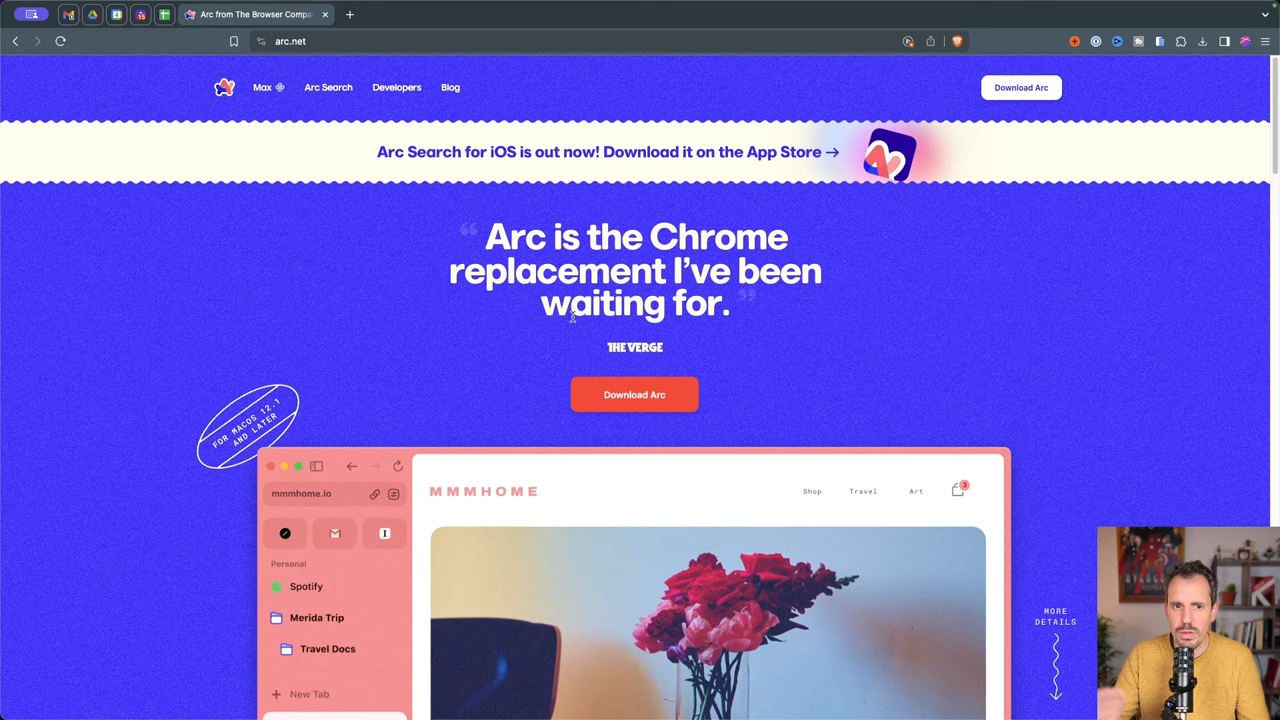 Arc from The Browser Compa
arc.net
Max
Arc Search
Developers
Blog
Download Arc
Arc Search for iOS is out now! Download it on the App Store →
“ Arc is the Chrome
replacement I’ve been
waiting for. ”
THE VERGE
Download Arc
FOR MACOS 12.1
AND LATER
mmmhome.io
MMMHOME
Shop
Travel
Art
3
Personal
Spotify
Merida Trip
Travel Docs
+ New Tab
MORE
DETAILS